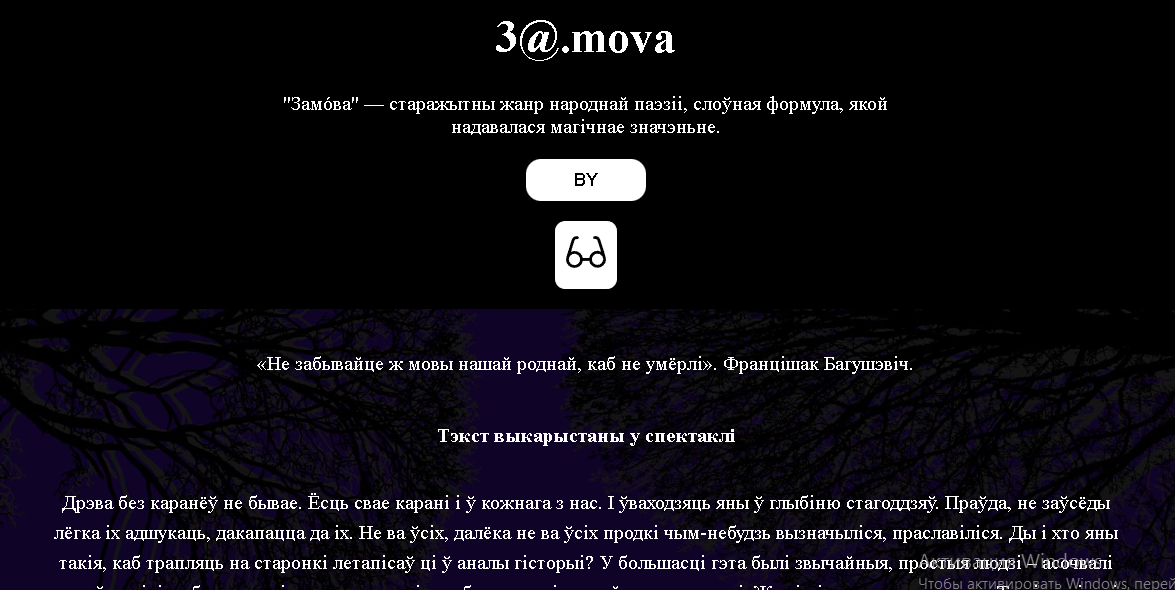 3@.mova
"Замо́ва" — старажытны жанр народнай паэзіі, слоўная формула, якой
надавалася магічнае значэньне.
BY
«Не забывайце ж мовы нашай роднай, каб не умёрлі». Францішак Багушэвіч.
Тэкст выкарыстаны у спектаклі
Дрэва без каранёў не бывае. Ёсць свае карані і ў кожнага з нас. І ўваходзяць яны ў глыбіню стагоддзяў. Праўда, не заўсёды
лёгка іх адшукаць, дакапацца да іх. Не ва ўсіх, далёка не ва ўсіх продкі чым-небудзь вызначыліся, праславіліся. Ды і хто яны
такія, каб трапляць на старонкі летапісаў ці ў аналы гісторыі? У большасці гэта былі звычайныя, простыя людзі – асочвалі
Активация Windows
Чтобы активировать Windows, перей